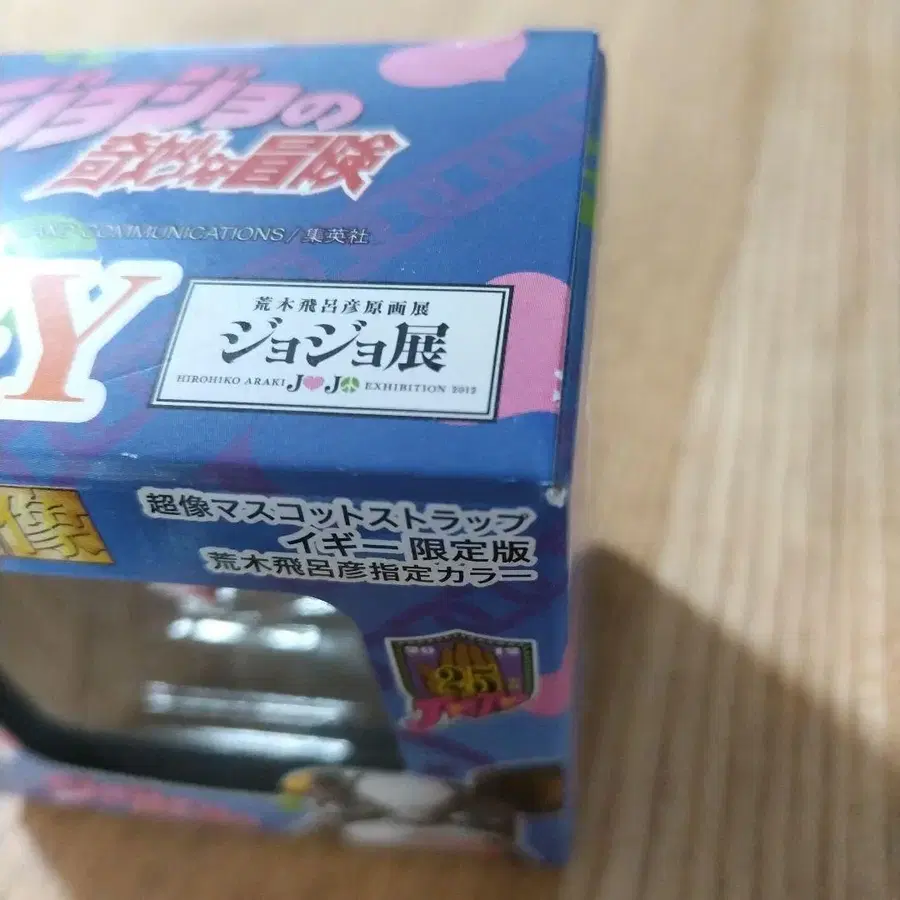 ジョジョの
奇妙な冒険
AND COMMUNICATIONS/集英社
Y
荒木飛呂彦原画展
ジョジョ展
HIROHIKO ARAKI JOJO EXHIBITION 2012
像
超像マスコットストラップ
イギー 限定版
荒木飛呂彦指定カラー
2012
25